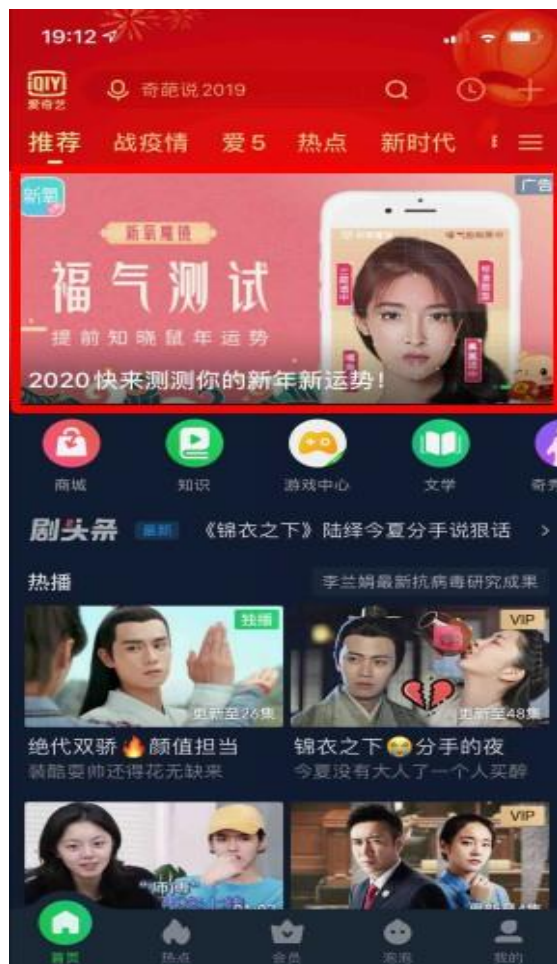 19:12
iQIY
爱奇艺
奇葩说2019
推荐 战疫情 爱5 热点 新时代
新氧
广告
新氧魔镜
福气测试
提前知晓鼠年运势
2020快来测测你的新年新运势!
商城 知识 游戏中心 文学 奇秀
剧头条 最新 《锦衣之下》陆绎今夏分手说狠话 >
热播 李兰娟最新抗病毒研究成果
独播 VIP
更新至26集 更新至48集
绝代双骄🔥颜值担当 锦衣之下😭分手的夜
装酷耍帅还得花无缺来 今夏没有大人了一个人买醉
VIP
"师傅"
首页 热点 会员 泡泡 我的